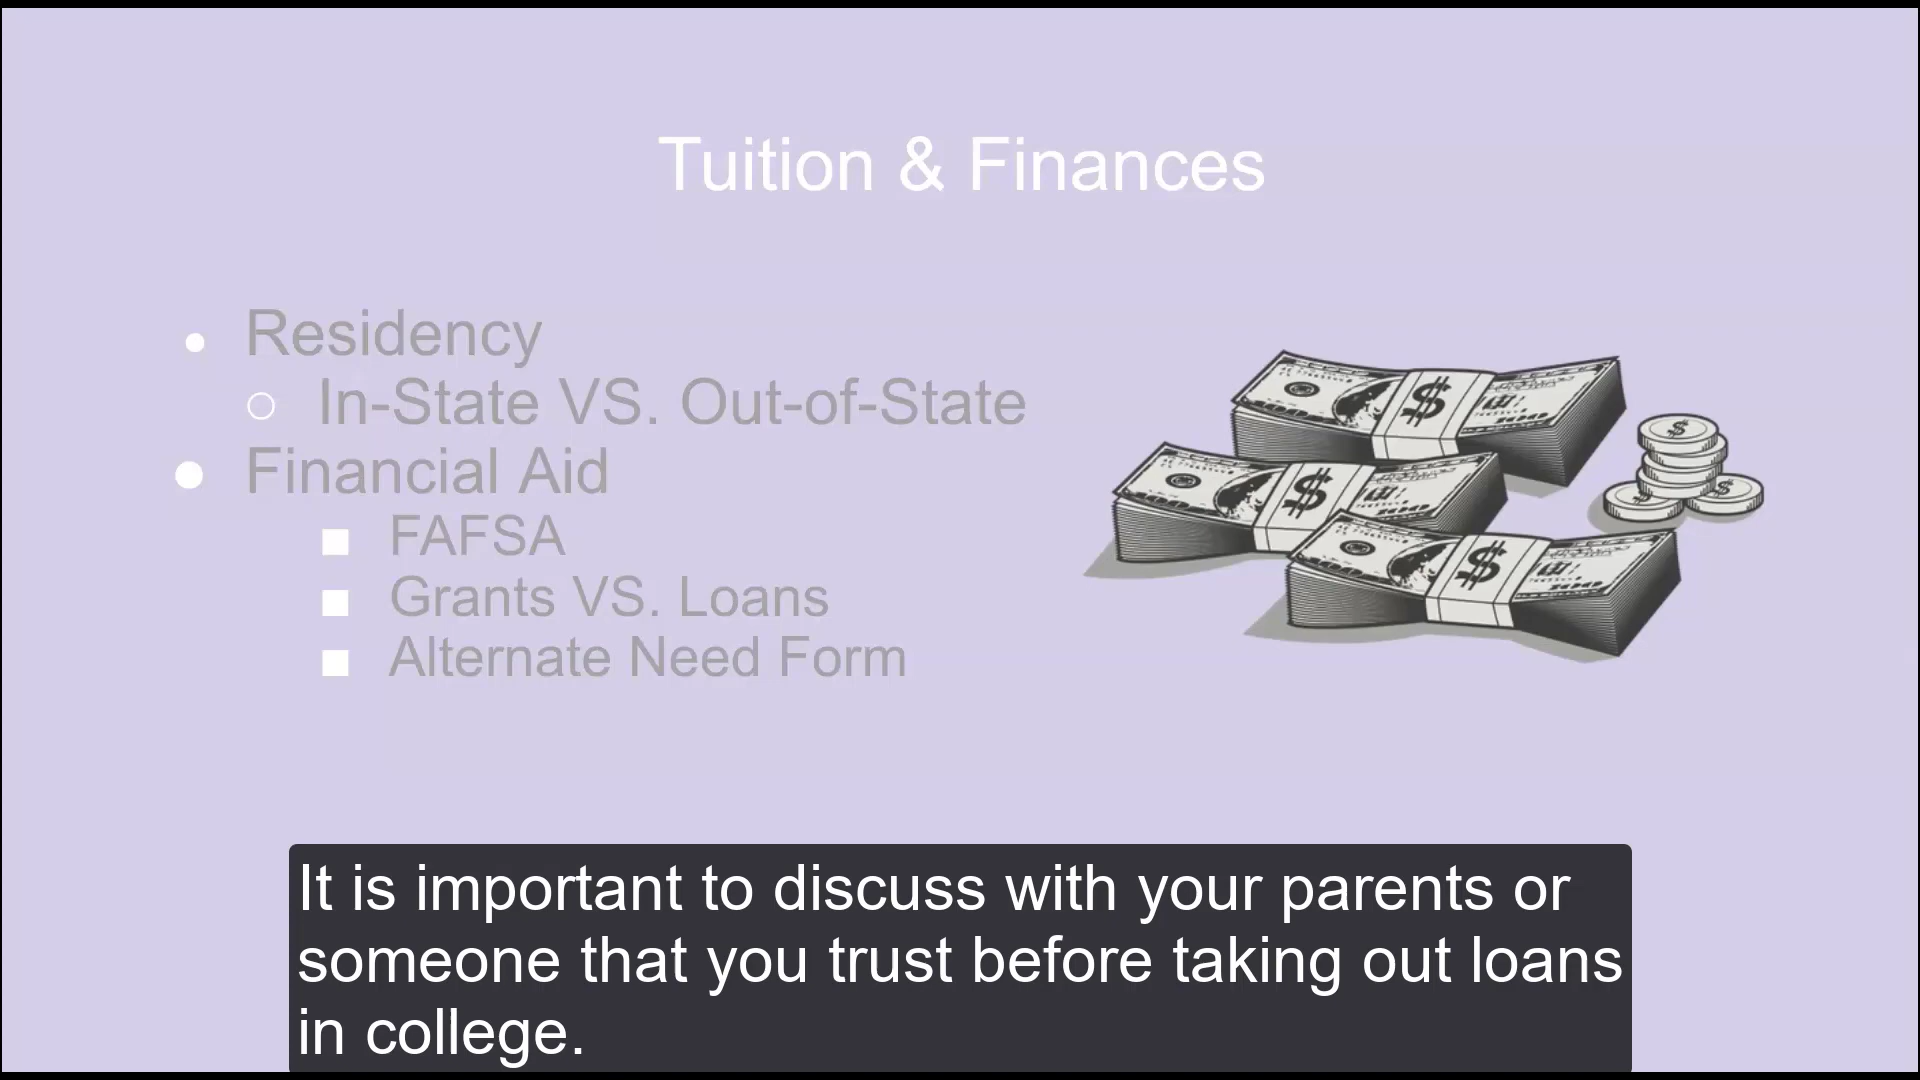 Tuition & Finances
● Residency
○ In-State VS. Out-of-State
● Financial Aid
■ FAFSA
■ Grants VS. Loans
■ Alternate Need Form
$
$
$
$
$
$
It is important to discuss with your parents or
someone that you trust before taking out loans
in college.